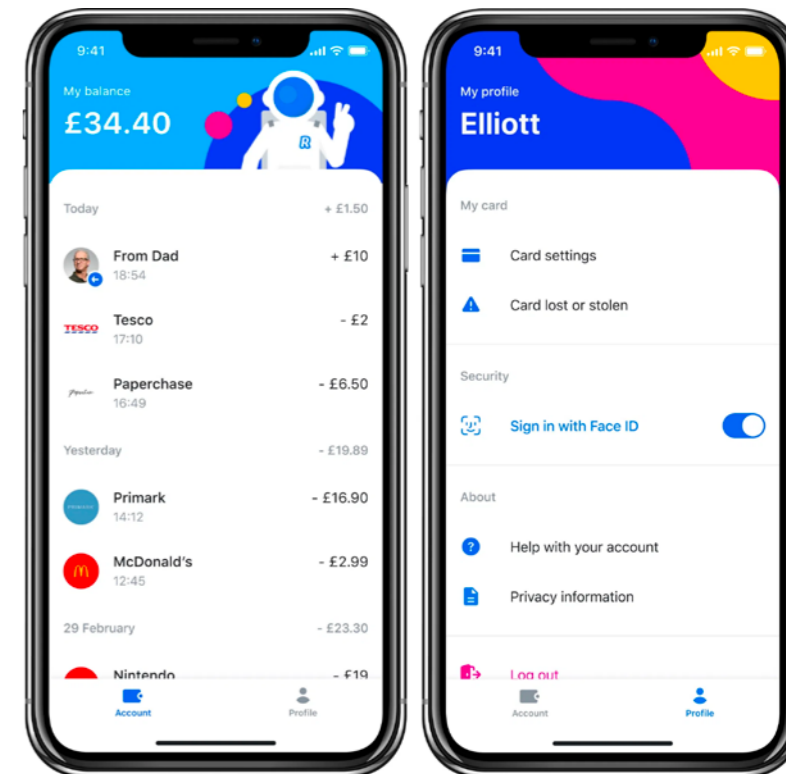 9:41
My balance
£34.40
R
Today + £1.50
From Dad + £10
18:54
TESCO
Tesco - £2
17:10
Paperchase - £6.50
16:49
Yesterday - £19.89
PRIMARK
Primark - £16.90
14:12
McDonald's - £2.99
12:45
29 February - £23.30
Nintendo - £19
Account Profile
9:41
My profile
Elliott
My card
Card settings
Card lost or stolen
Security
Sign in with Face ID
About
Help with your account
Privacy information
Log out
Account Profile